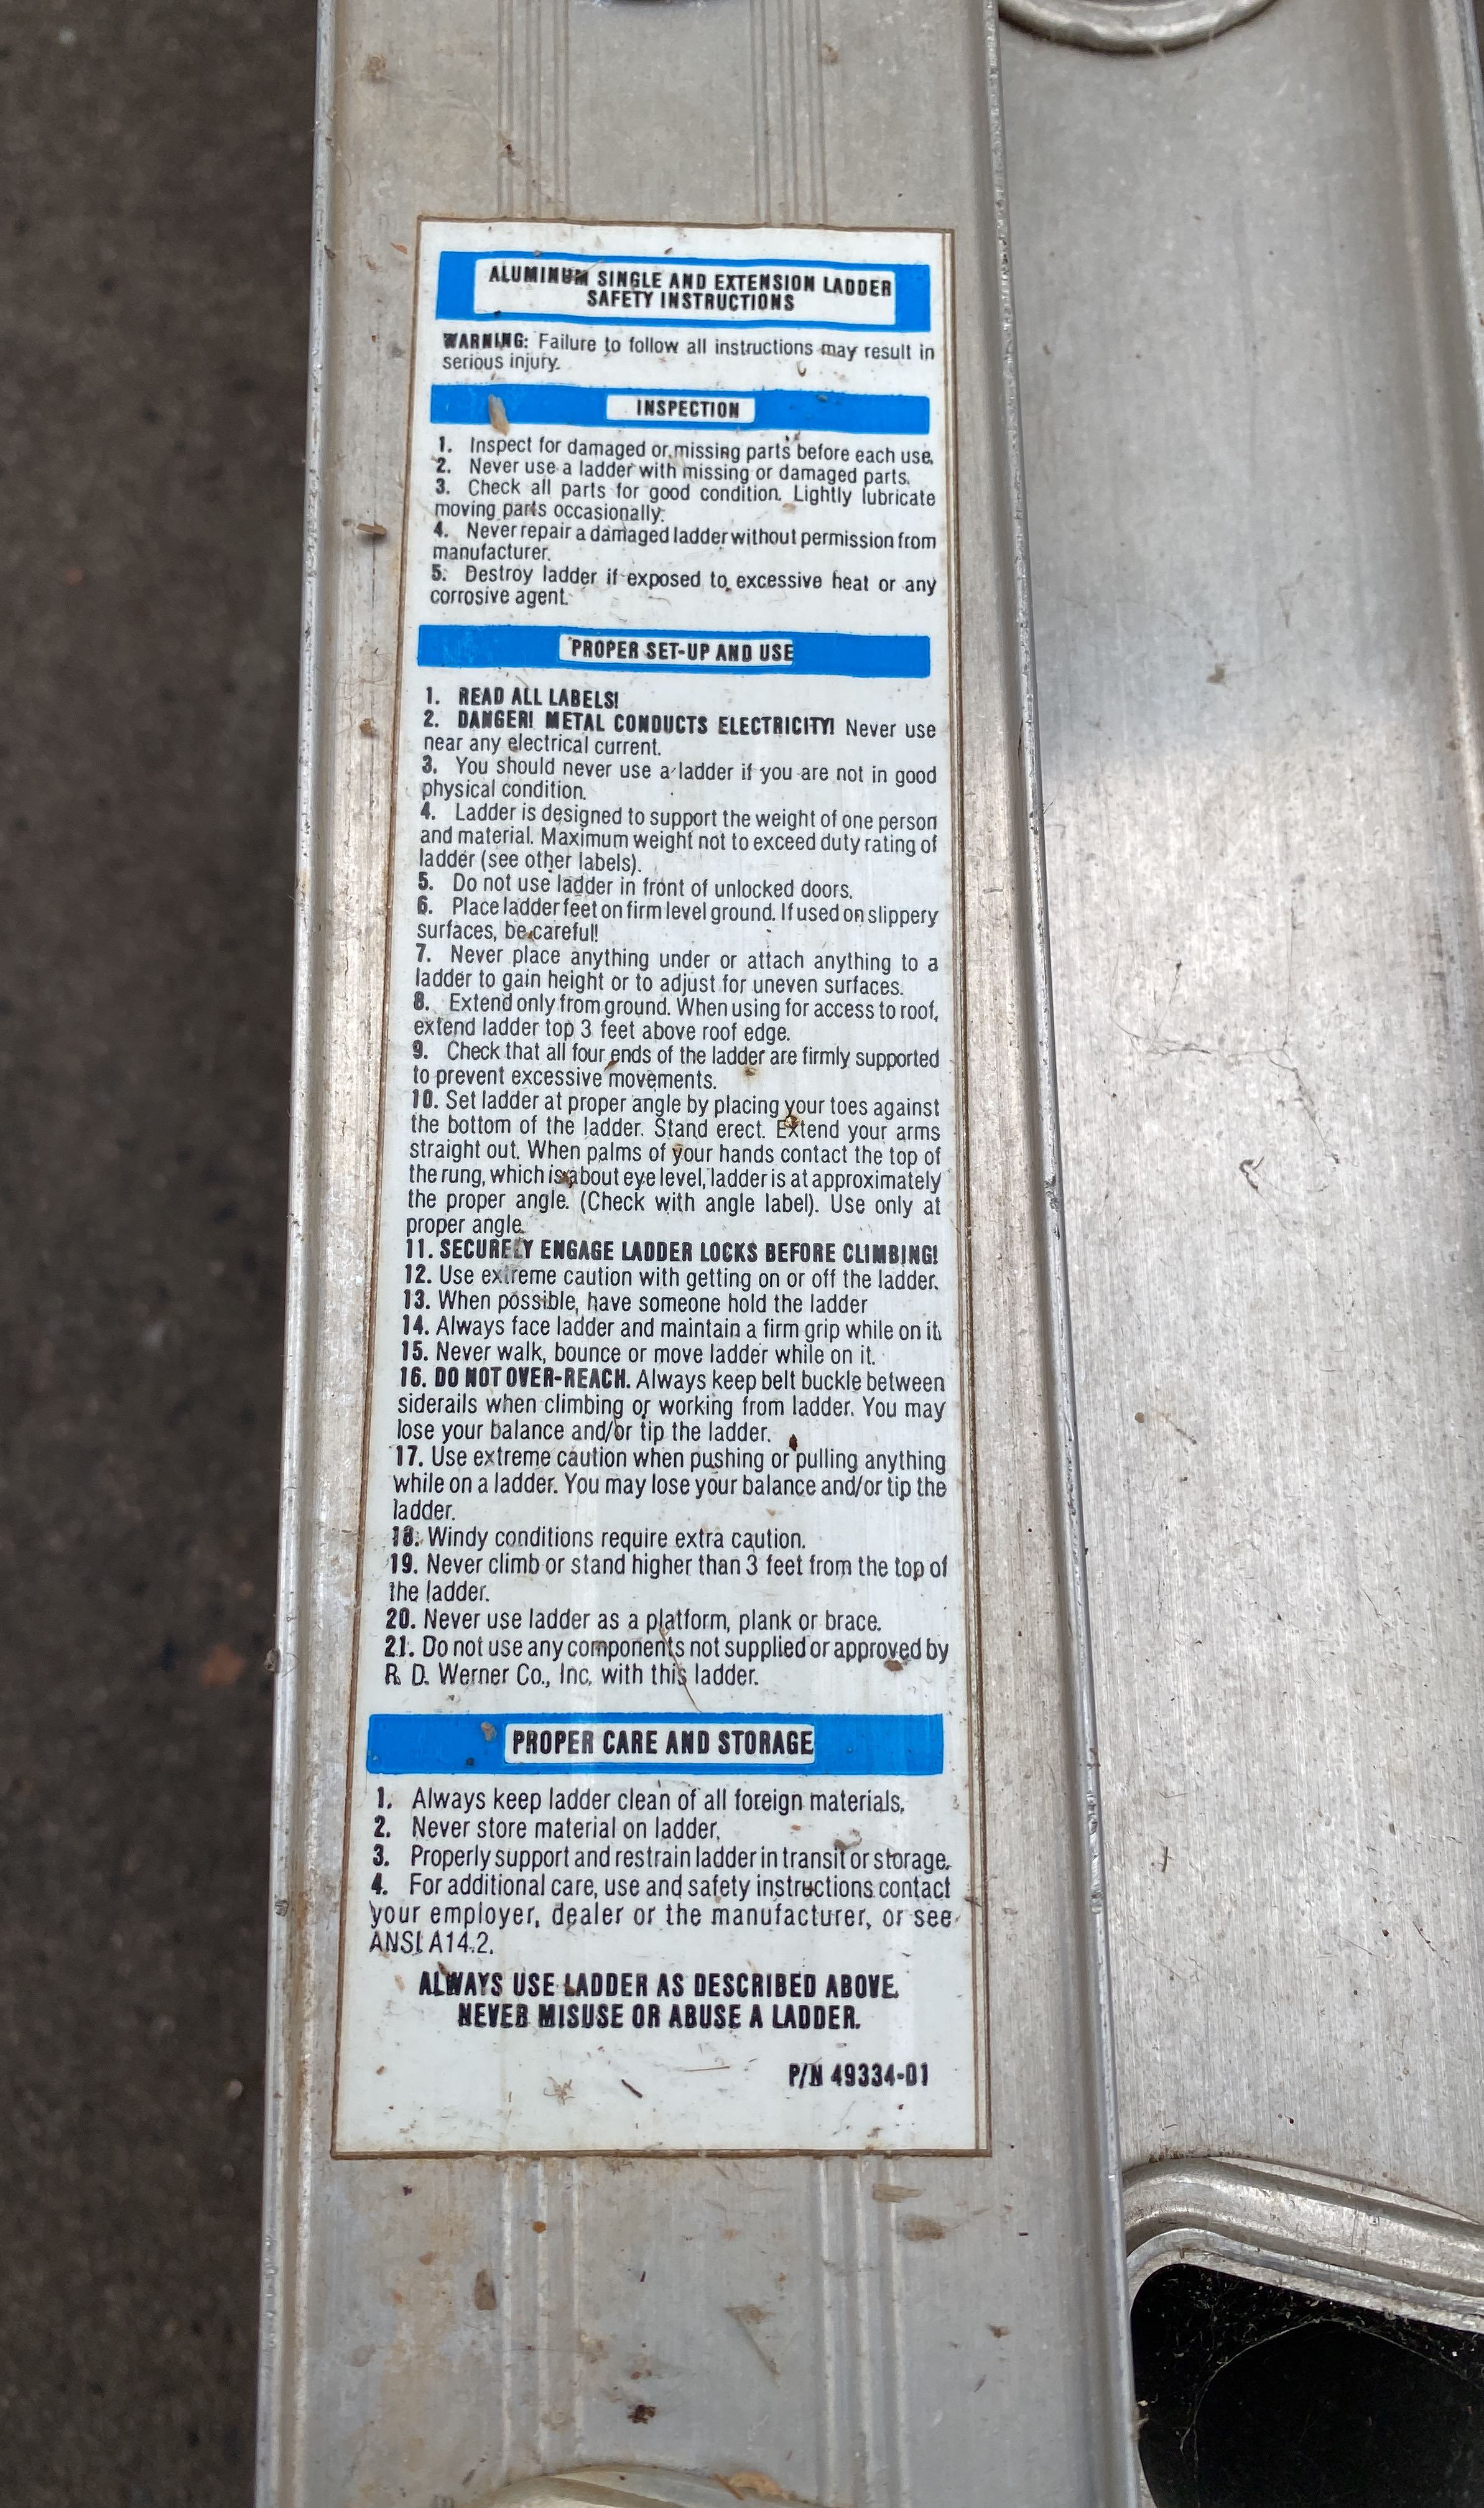 ALUMINUM SINGLE AND EXTENSION LADDER
SAFETY INSTRUCTIONS
WARNING: Failure to follow all instructions may result in
serious injury.
INSPECTION
1. Inspect for damaged or missing parts before each use.
2. Never use a ladder with missing or damaged parts.
3. Check all parts for good condition. Lightly lubricate
moving parts occasionally.
4. Never repair a damaged ladder without permission from
manufacturer.
5. Destroy ladder if exposed to excessive heat or any
corrosive agent.
PROPER SET-UP AND USE
1. READ ALL LABELS!
2. DANGER! METAL CONDUCTS ELECTRICITY! Never use
near any electrical current.
3. You should never use a ladder if you are not in good
physical condition.
4. Ladder is designed to support the weight of one person
and material. Maximum weight not to exceed duty rating of
ladder (see other labels).
5. Do not use ladder in front of unlocked doors.
6. Place ladder feet on firm level ground. If used on slippery
surfaces, be careful!
7. Never place anything under or attach anything to a
ladder to gain height or to adjust for uneven surfaces.
8. Extend only from ground. When using for access to roof,
extend ladder top 3 feet above roof edge.
9. Check that all four ends of the ladder are firmly supported
to prevent excessive movements.
10. Set ladder at proper angle by placing your toes against
the bottom of the ladder. Stand erect. Extend your arms
straight out. When palms of your hands contact the top of
the rung, which is about eye level, ladder is at approximately
the proper angle. (Check with angle label). Use only at
proper angle.
11. SECURELY ENGAGE LADDER LOCKS BEFORE CLIMBING!
12. Use extreme caution with getting on or off the ladder.
13. When possible, have someone hold the ladder
14. Always face ladder and maintain a firm grip while on it.
15. Never walk, bounce or move ladder while on it.
16. DO NOT OVER-REACH. Always keep belt buckle between
siderails when climbing or working from ladder. You may
lose your balance and/or tip the ladder.
17. Use extreme caution when pushing or pulling anything
while on a ladder. You may lose your balance and/or tip the
ladder.
18. Windy conditions require extra caution.
19. Never climb or stand higher than 3 feet from the top of
the ladder.
20. Never use ladder as a platform, plank or brace.
21. Do not use any components not supplied or approved by
R. D. Werner Co., Inc. with this ladder.
PROPER CARE AND STORAGE
1. Always keep ladder clean of all foreign materials.
2. Never store material on ladder.
3. Properly support and restrain ladder in transit or storage.
4. For additional care, use and safety instructions contact
your employer, dealer or the manufacturer, or see
ANSI A14.2.
ALWAYS USE LADDER AS DESCRIBED ABOVE.
NEVER MISUSE OR ABUSE A LADDER.
P/N 49334-01